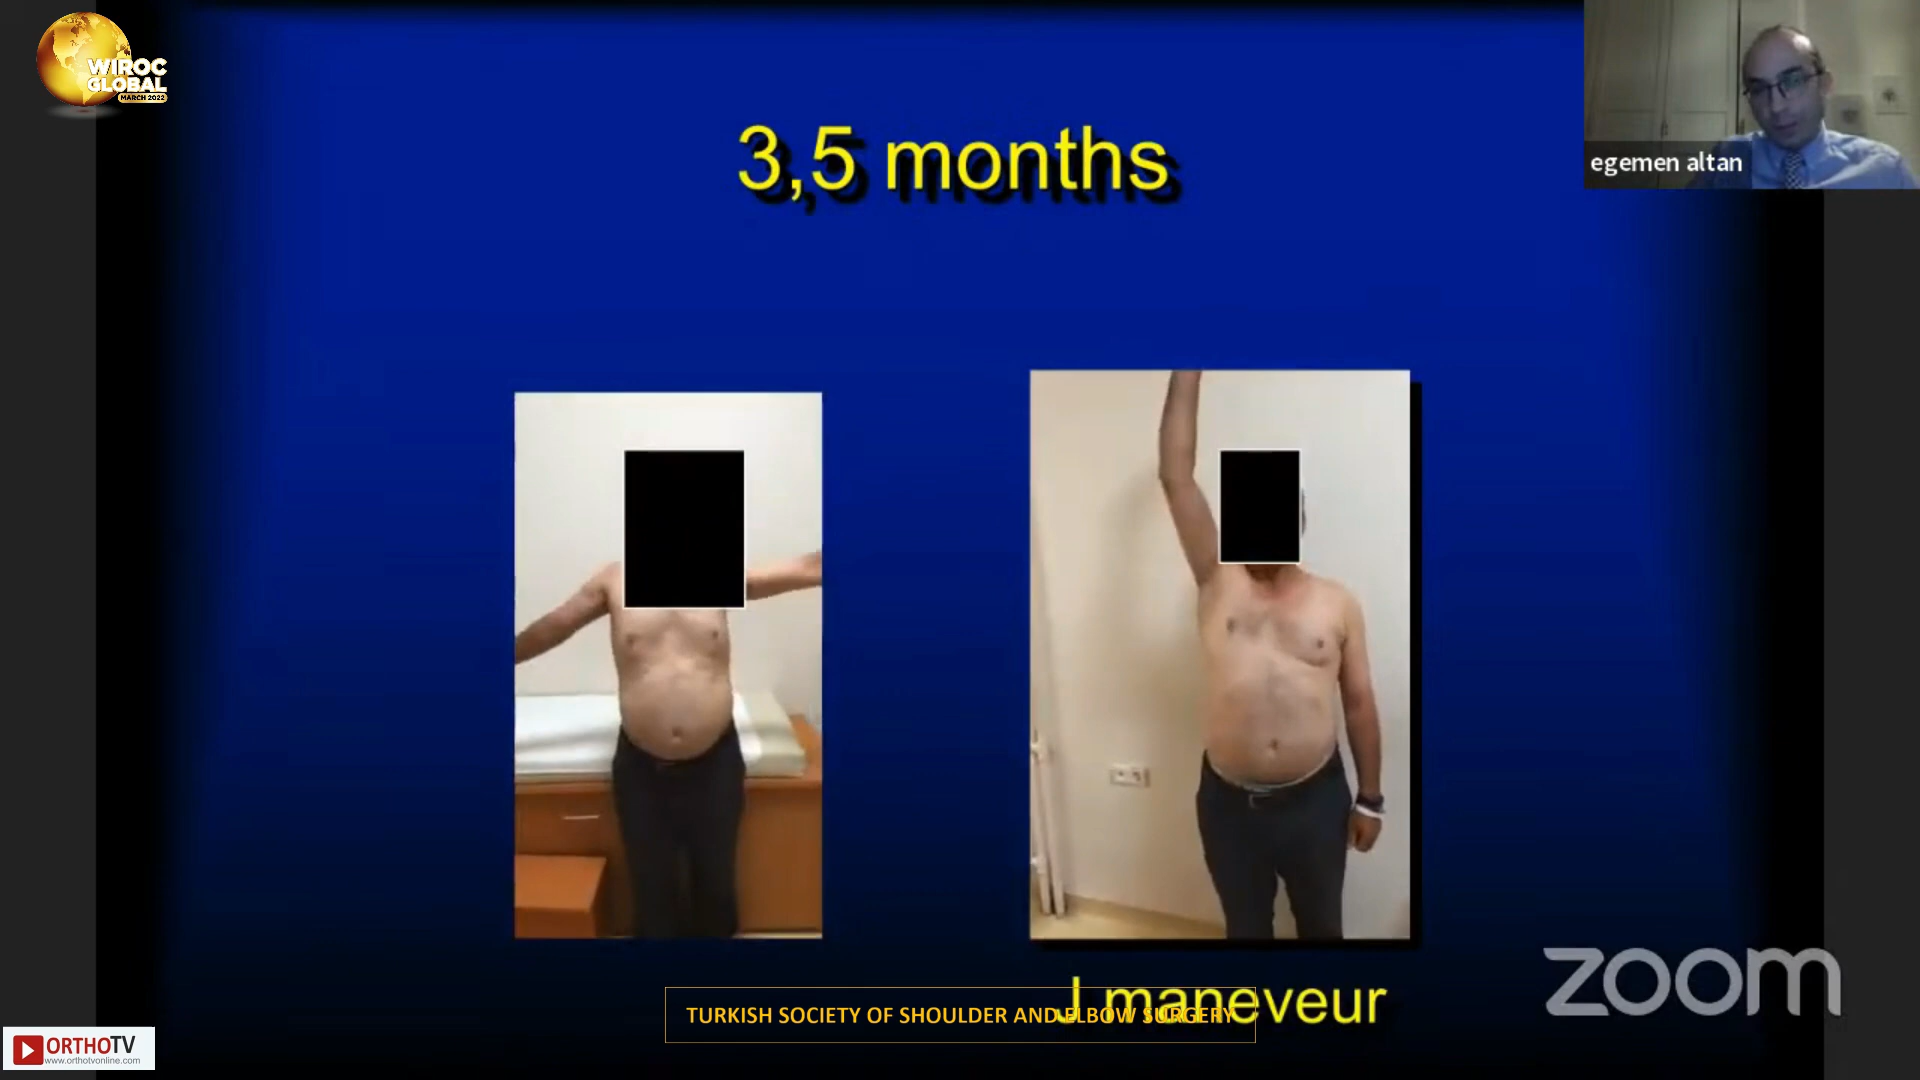 WIROC
GLOBAL
MARCH 2022
3,5 months
egemen altan
J maneveur
TURKISH SOCIETY OF SHOULDER AND ELBOW SURGERY
zoom
ORTHOTV
www.orthotvonline.com